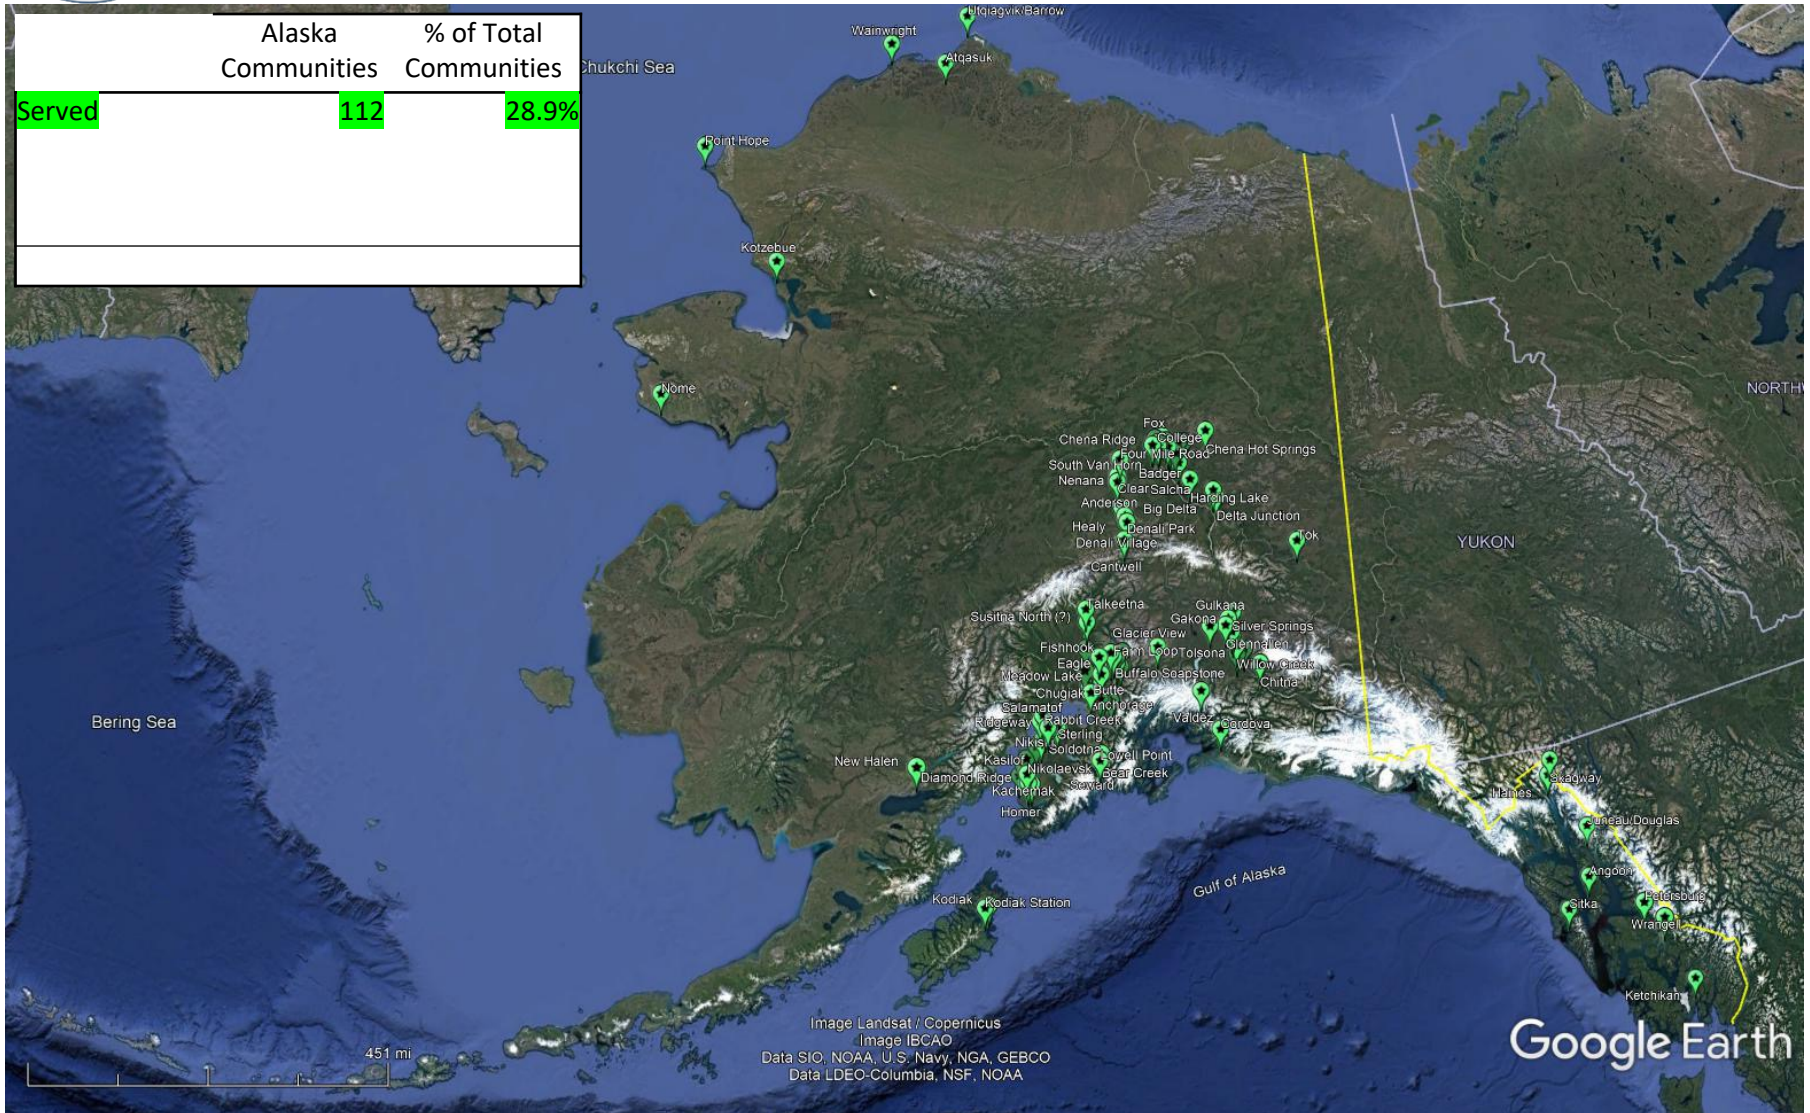 Alaska
Communities
% of Total
Communities
Served 112 28.9%
Utqiagvik/Barrow
Wainwright
Atqasuk
Chukchi Sea
Point Hope
Kotzebue
Nome
NORTHW
Fox
Chena Ridge
College
Chena Hot Springs
Four Mile Road
South Van Horn
Badger
Nenana
Clear
Salcha
Harding Lake
Anderson
Big Delta
Delta Junction
Healy
Denali Park
Denali Village
Tok
YUKON
Cantwell
Talkeetna
Susitna North (?)
Gulkana
Gakona
Silver Springs
Glacier View
Glennallen
Fishhook
Farm Loop
Tolsona
Eagle
Willow Creek
Meadow Lake
Buffalo Soapstone
Chitna
Chugiak
Butte
Anchorage
Salamatof
Ridgeway
Rabbit Creek
Valdez
Cordova
Sterling
Nikis
Soldotna
Lowell Point
Kasilof
New Halen
Nikolaevsk
Bear Creek
Diamond Ridge
Seward
Kachemak
Homer
Bering Sea
Skagway
Haines
Juneau/Douglas
Gulf of Alaska
Angoon
Kodiak
Kodiak Station
Sitka
Petersburg
Wrangell
Ketchikan
Image Landsat / Copernicus
Image IBCAO
Data SIO, NOAA, U.S. Navy, NGA, GEBCO
Data LDEO-Columbia, NSF, NOAA
451 mi
Google Earth